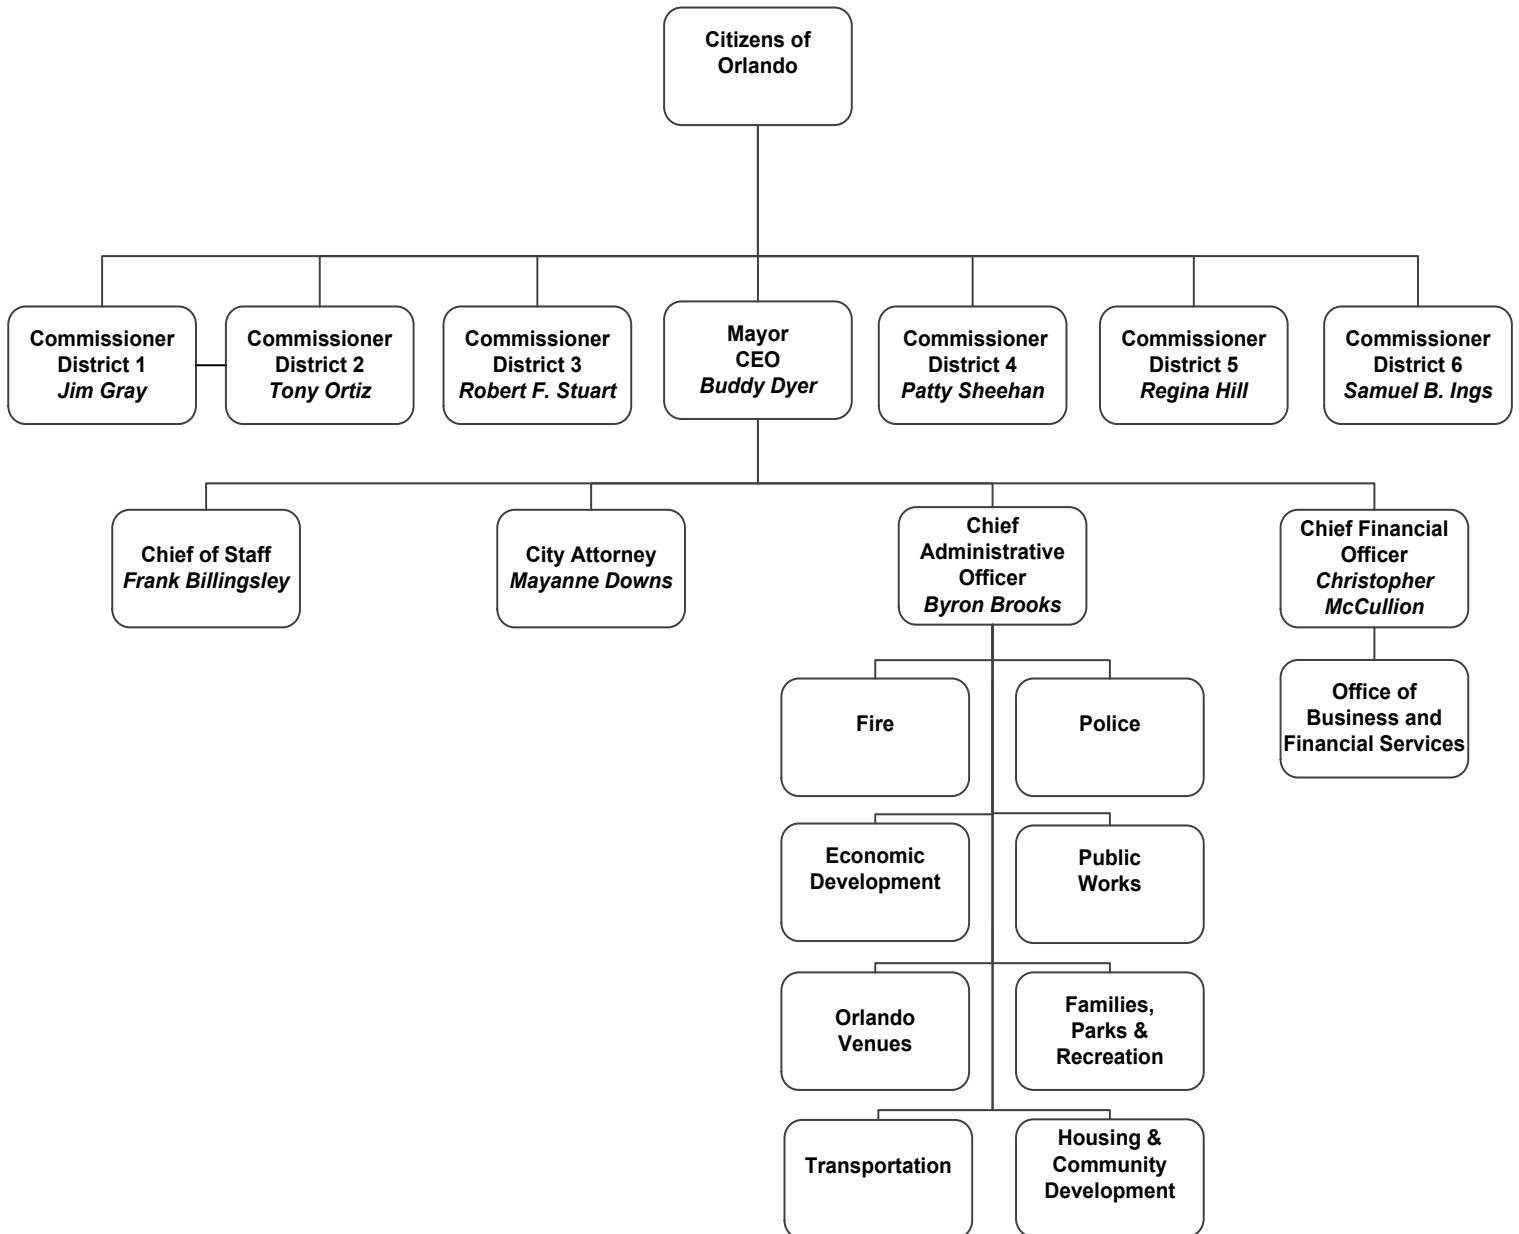 Citizens of
Orlando
Commissioner
District 1
Jim Gray
Commissioner
District 2
Tony Ortiz
Commissioner
District 3
Robert F. Stuart
Mayor
CEO
Buddy Dyer
Commissioner
District 4
Patty Sheehan
Commissioner
District 5
Regina Hill
Commissioner
District 6
Samuel B. Ings
Chief of Staff
Frank Billingsley
City Attorney
Mayanne Downs
Chief
Administrative
Officer
Byron Brooks
Chief Financial
Officer
Christopher
McCullion
Fire
Police
Office of
Business and
Financial Services
Economic
Development
Public
Works
Orlando
Venues
Families,
Parks &
Recreation
Transportation
Housing &
Community
Development